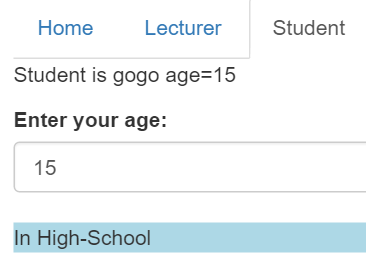 Home Lecturer Student
Student is gogo age=15
Enter your age:
15
In High-School